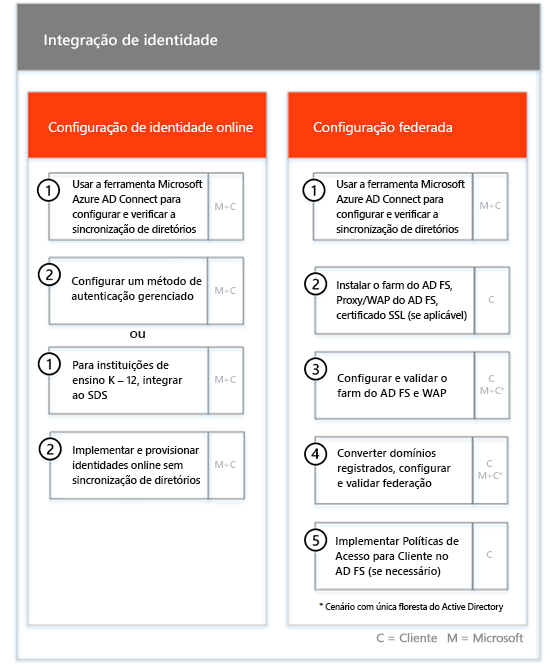 Integração de identidade
Configuração de identidade online
1
Usar a ferramenta Microsoft
Azure AD Connect para
configurar e verificar a
sincronização de diretórios
M+C
2
Configurar um método de
autenticação gerenciado
M+C
ou
1
Para instituições de
ensino K – 12, integrar
ao SDS
M+C
2
Implementar e provisionar
identidades online sem
sincronização de diretórios
M+C
Configuração federada
1
Usar a ferramenta Microsoft
Azure AD Connect para
configurar e verificar a
sincronização de diretórios
M+C
2
Instalar o farm do AD FS,
Proxy/WAP do AD FS,
certificado SSL (se aplicável)
C
3
Configurar e validar o
farm do AD FS e WAP
C
M+C*
4
Converter domínios
registrados, configurar
e validar federação
C
M+C*
5
Implementar Políticas de
Acesso para Cliente no
AD FS (se necessário)
C
* Cenário com única floresta do Active Directory
C = Cliente M = Microsoft